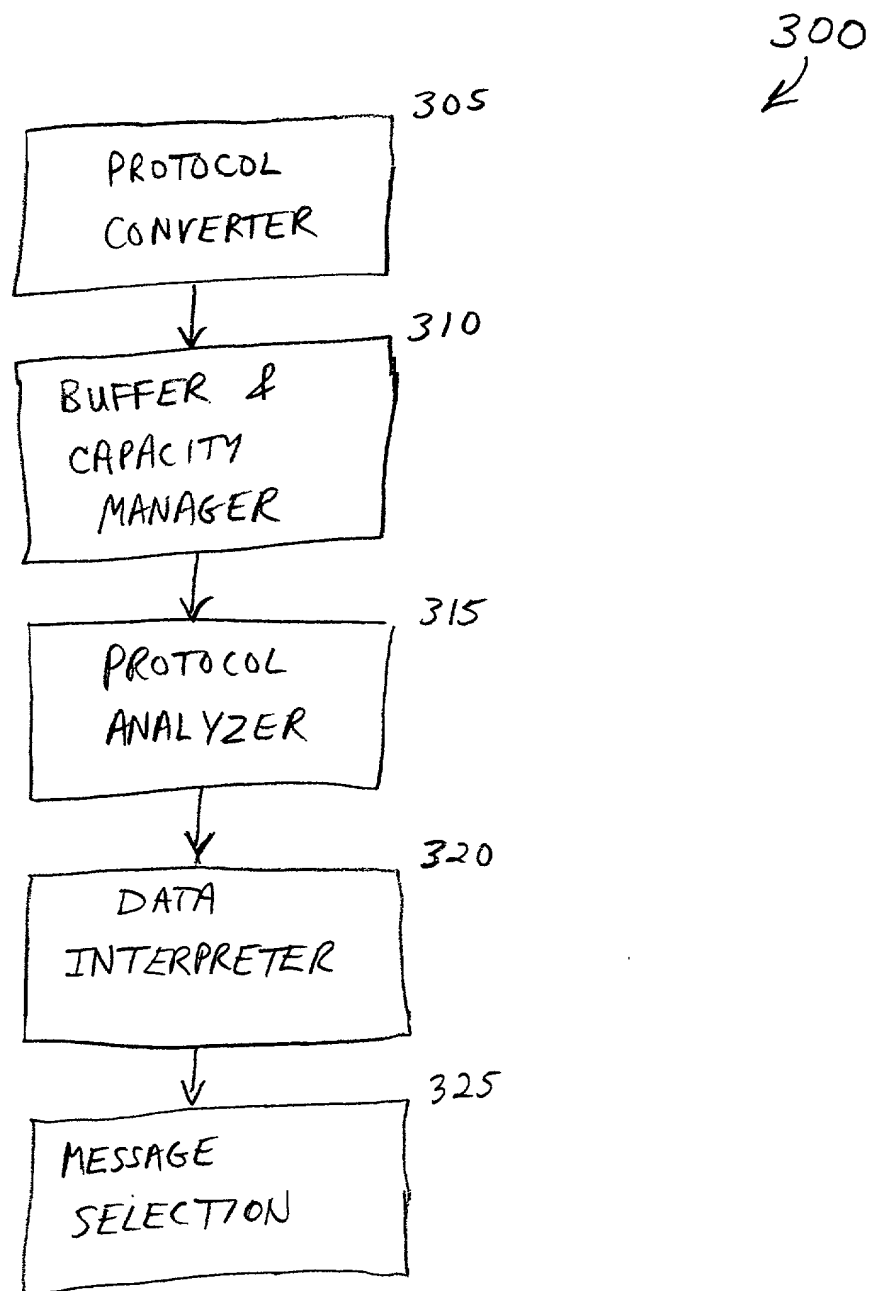 300
305
PROTOCOL
CONVERTER
310
BUFFER &
CAPACITY
MANAGER
315
PROTOCOL
ANALYZER
320
DATA
INTERPRETER
325
MESSAGE
SELECTION